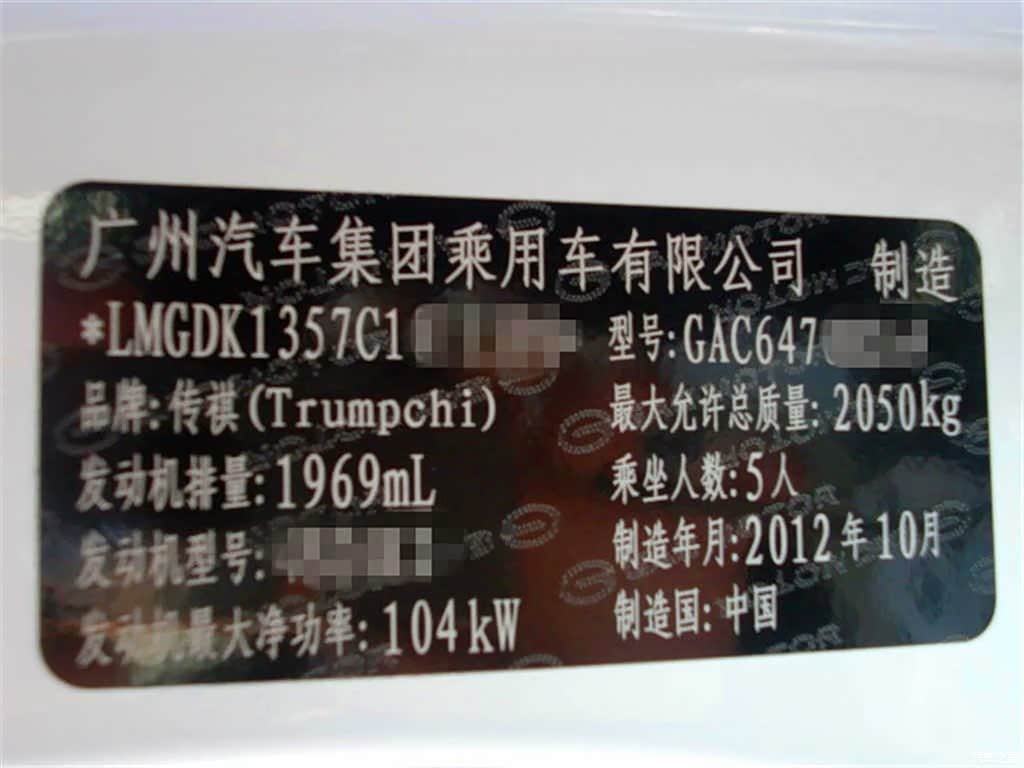 广州汽车集团乘用车有限公司 制造
*LMGDK1357C1 型号:GAC647
品牌:传祺(Trumpchi) 最大允许总质量:2050kg
发动机排量:1969mL 乘坐人数:5人
发动机型号: 制造年月:2012年10月
发动机最大净功率:104kW 制造国:中国